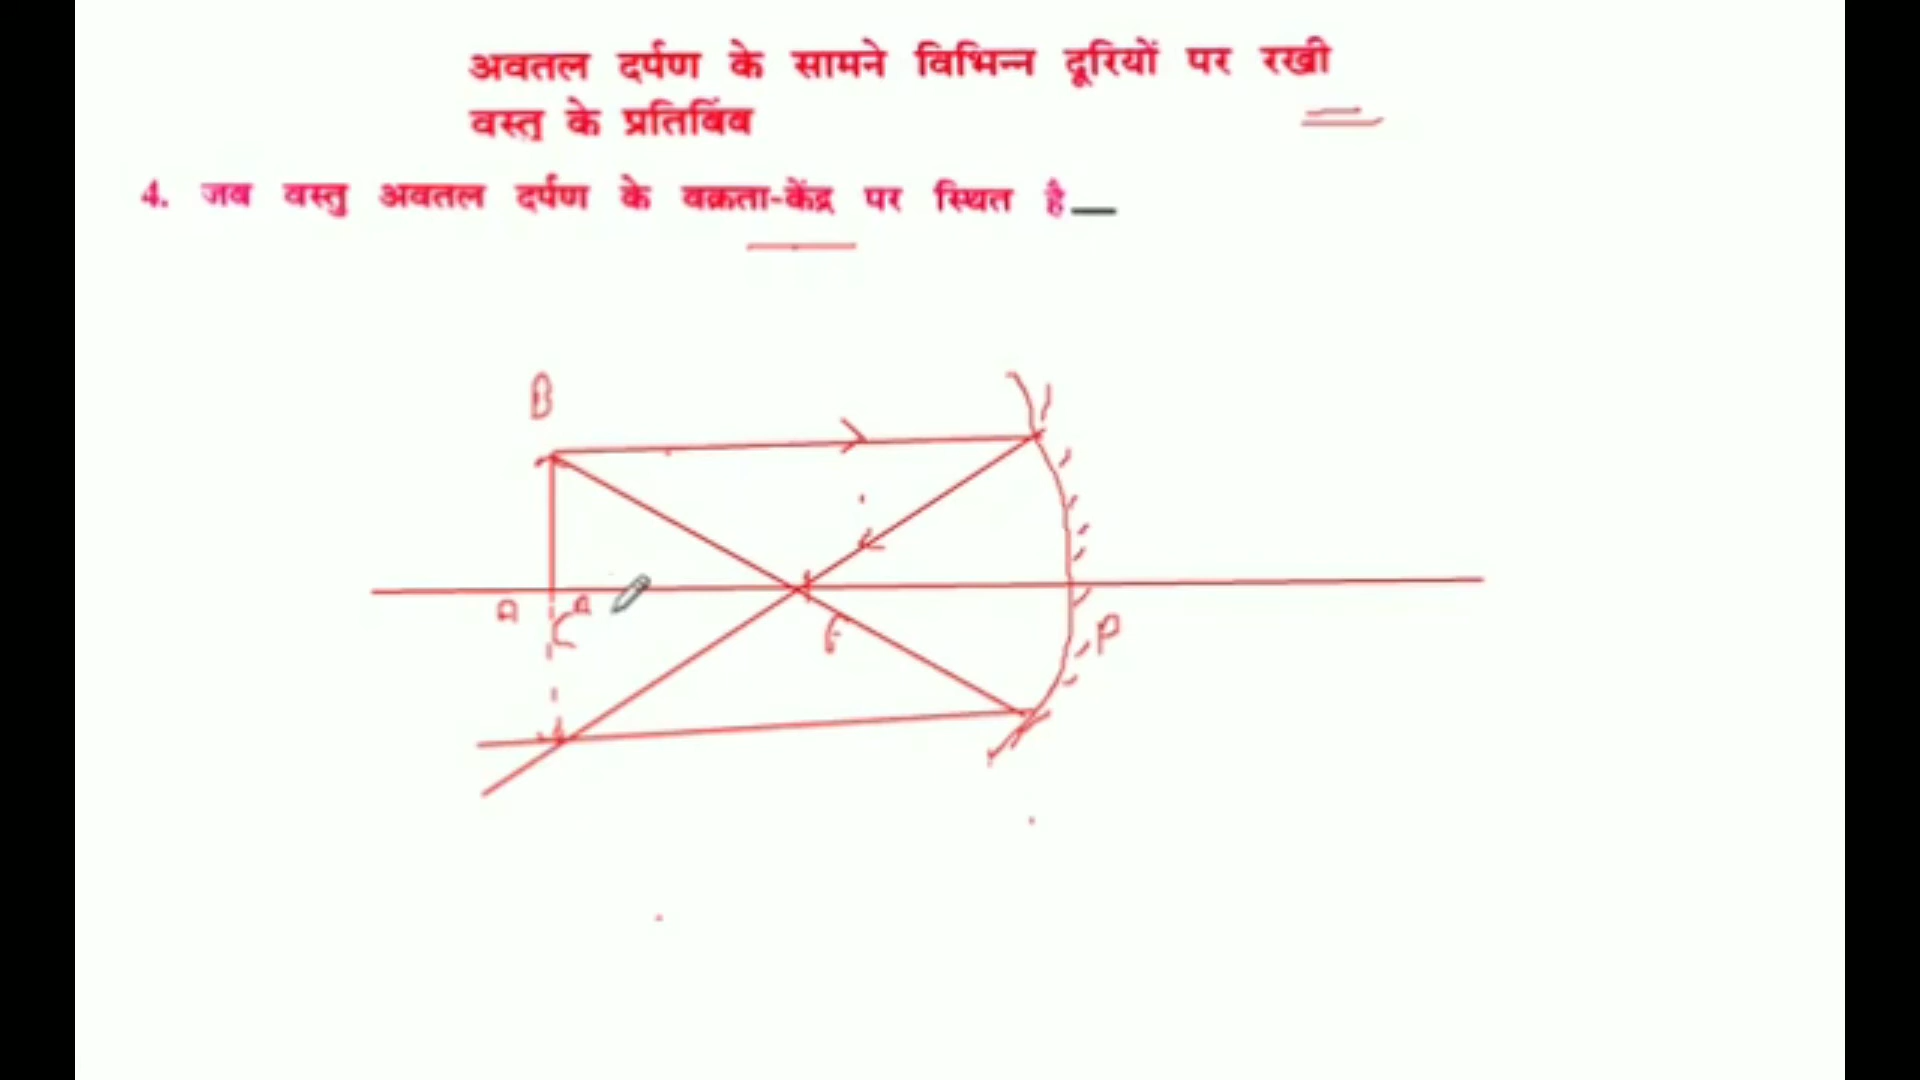 अवतल दर्पण के सामने विभिन्न दूरियों पर रखी
वस्तु के प्रतिबिंब
4. जब वस्तु अवतल दर्पण के वक्रता-केंद्र पर स्थित है
B
A
C
F
P